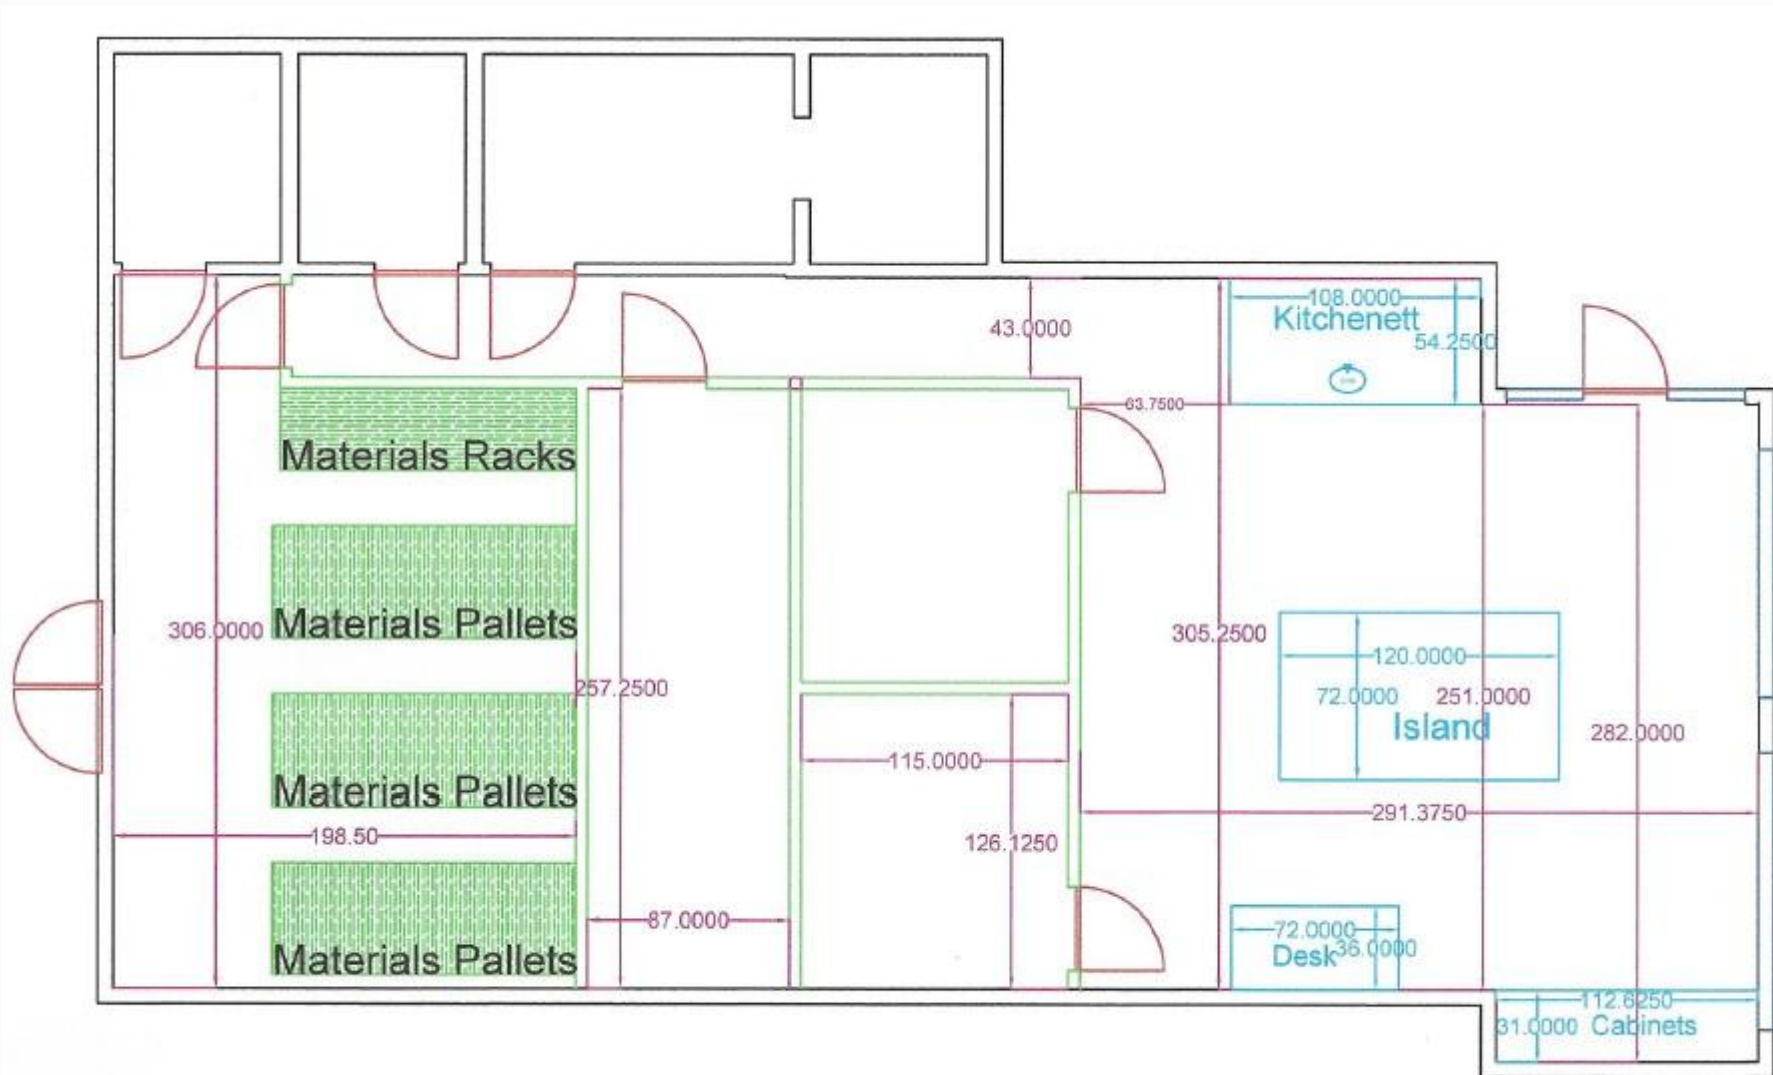 108.0000
Kitchenett
54.2500
43.0000
63.7500
Materials Racks
306.0000
Materials Pallets
305.2500
120.0000
257.2500
72.0000
251.0000
Island
282.0000
115.0000
Materials Pallets
291.3750
198.50
126.1250
87.0000
72.0000
36.0000
Desk
Materials Pallets
112.6250
31.0000
Cabinets